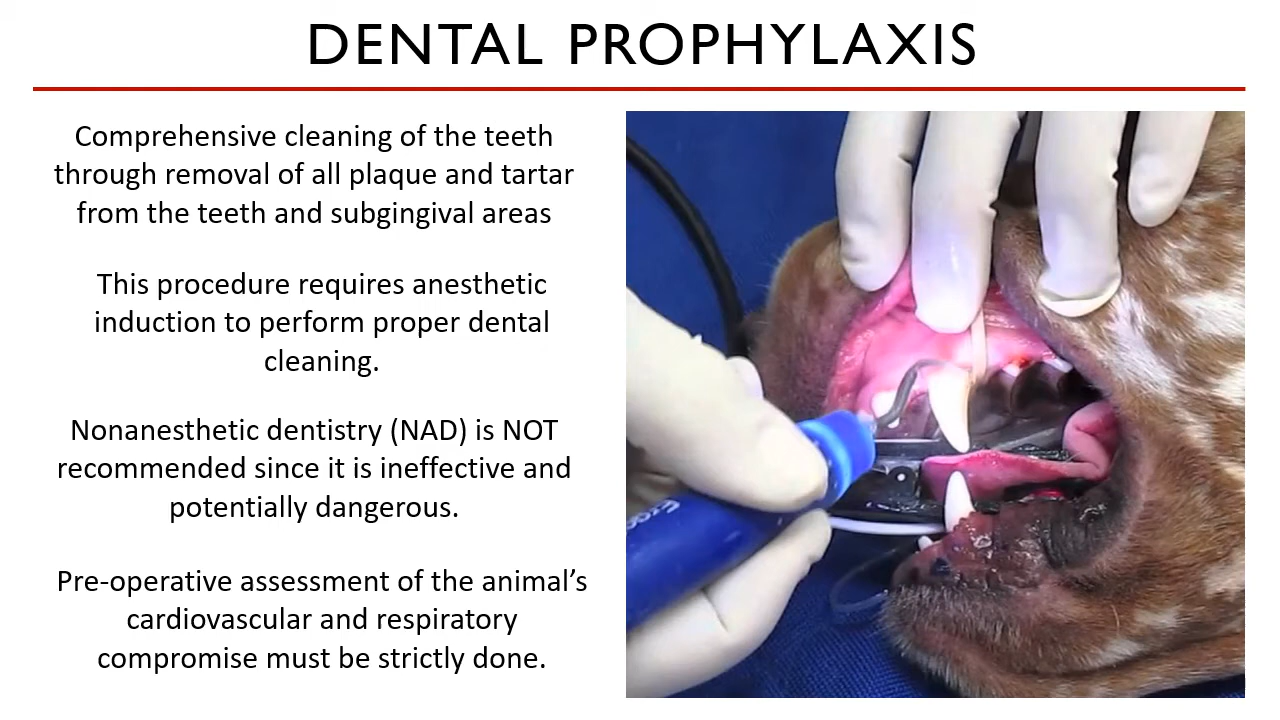 DENTAL PROPHYLAXIS
Comprehensive cleaning of the teeth
through removal of all plaque and tartar
from the teeth and subgingival areas
This procedure requires anesthetic
induction to perform proper dental
cleaning.
Nonanesthetic dentistry (NAD) is NOT
recommended since it is ineffective and
potentially dangerous.
Pre-operative assessment of the animal’s
cardiovascular and respiratory
compromise must be strictly done.